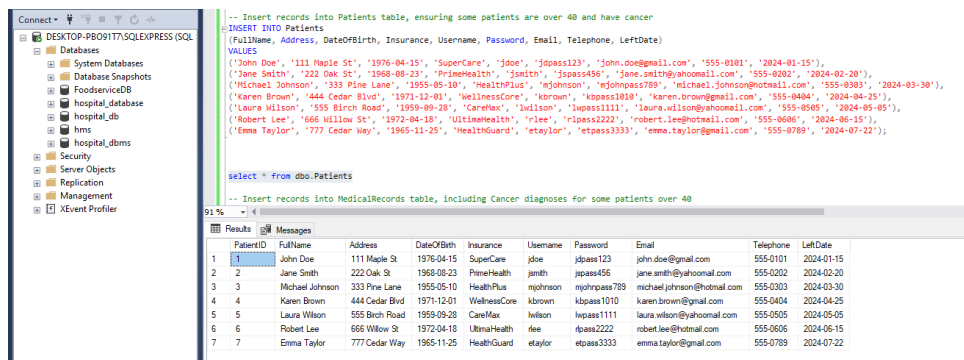 Connect
DESKTOP-PBO91T7\SQLEXPRESS (SQL
Databases
System Databases
Database Snapshots
FoodserviceDB
hospital_database
hospital_db
hms
hospital_dbms
Security
Server Objects
Replication
Management
XEvent Profiler
-- Insert records into Patients table, ensuring some patients are over 40 and have cancer
INSERT INTO Patients
(FullName, Address, DateOfBirth, Insurance, Username, Password, Email, Telephone, LeftDate)
VALUES
('John Doe', '111 Maple St', '1976-04-15', 'SuperCare', 'jdoe', 'jdpass123', 'john.doe@gmail.com', '555-0101', '2024-01-15'),
('Jane Smith', '222 Oak St', '1968-08-23', 'PrimeHealth', 'jsmith', 'jspass456', 'jane.smith@yahoomail.com', '555-0202', '2024-02-20'),
('Michael Johnson', '333 Pine Lane', '1955-05-10', 'HealthPlus', 'mjohnson', 'mjohnpass789', 'michael.johnson@hotmail.com', '555-0303', '2024-03-30'),
('Karen Brown', '444 Cedar Blvd', '1971-12-01', 'WellnessCore', 'kbrown', 'kbpass1010', 'karen.brown@gmail.com', '555-0404', '2024-04-25'),
('Laura Wilson', '555 Birch Road', '1959-09-28', 'CareMax', 'lwilson', 'lwpass1111', 'laura.wilson@yahoomail.com', '555-0505', '2024-05-05'),
('Robert Lee', '666 Willow St', '1972-04-18', 'UltimaHealth', 'rlee', 'rlpass2222', 'robert.lee@hotmail.com', '555-0606', '2024-06-15'),
('Emma Taylor', '777 Cedar Way', '1965-11-25', 'HealthGuard', 'etaylor', 'etpass3333', 'emma.taylor@gmail.com', '555-0789', '2024-07-22');
select * from dbo.Patients
-- Insert records into MedicalRecords table, including Cancer diagnoses for some patients over 40
91 %
Results Messages
PatientID FullName Address DateOfBirth Insurance Username Password Email Telephone LeftDate
1 1 John Doe 111 Maple St 1976-04-15 SuperCare jdoe jdpass123 john.doe@gmail.com 555-0101 2024-01-15
2 2 Jane Smith 222 Oak St 1968-08-23 PrimeHealth jsmith jspass456 jane.smith@yahoomail.com 555-0202 2024-02-20
3 3 Michael Johnson 333 Pine Lane 1955-05-10 HealthPlus mjohnson mjohnpass789 michael.johnson@hotmail.com 555-0303 2024-03-30
4 4 Karen Brown 444 Cedar Blvd 1971-12-01 WellnessCore kbrown kbpass1010 karen.brown@gmail.com 555-0404 2024-04-25
5 5 Laura Wilson 555 Birch Road 1959-09-28 CareMax lwilson lwpass1111 laura.wilson@yahoomail.com 555-0505 2024-05-05
6 6 Robert Lee 666 Willow St 1972-04-18 UltimaHealth rlee rlpass2222 robert.lee@hotmail.com 555-0606 2024-06-15
7 7 Emma Taylor 777 Cedar Way 1965-11-25 HealthGuard etaylor etpass3333 emma.taylor@gmail.com 555-0789 2024-07-22